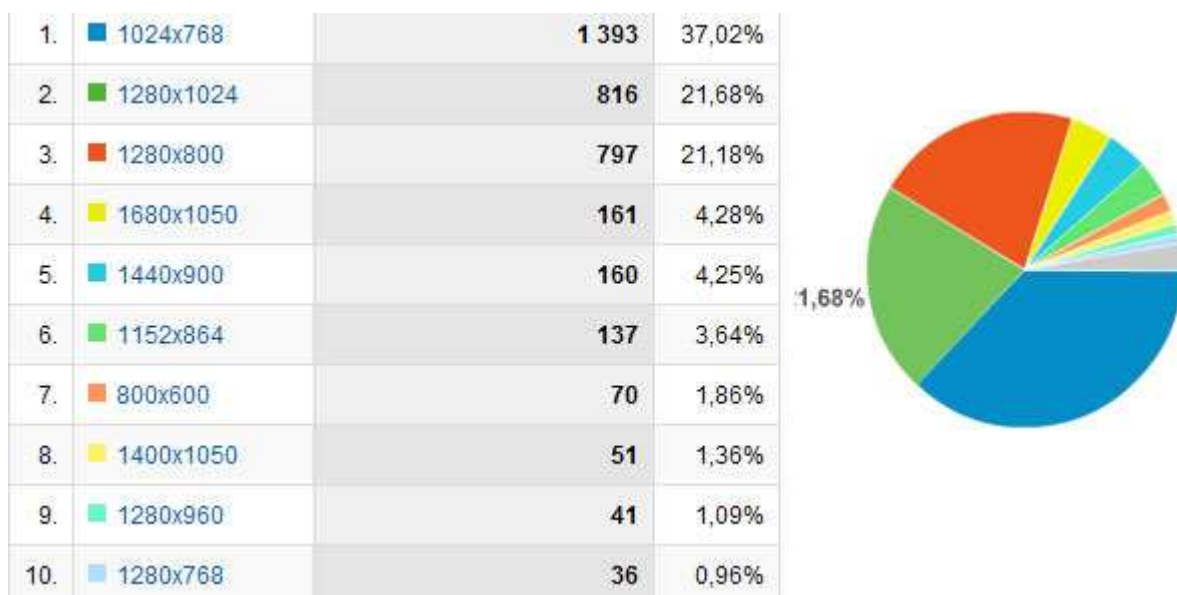 1. 1024x768 1 393 37,02%
2. 1280x1024 816 21,68%
3. 1280x800 797 21,18%
4. 1680x1050 161 4,28%
5. 1440x900 160 4,25%
6. 1152x864 137 3,64%
7. 800x600 70 1,86%
8. 1400x1050 51 1,36%
9. 1280x960 41 1,09%
10. 1280x768 36 0,96%
1,68%